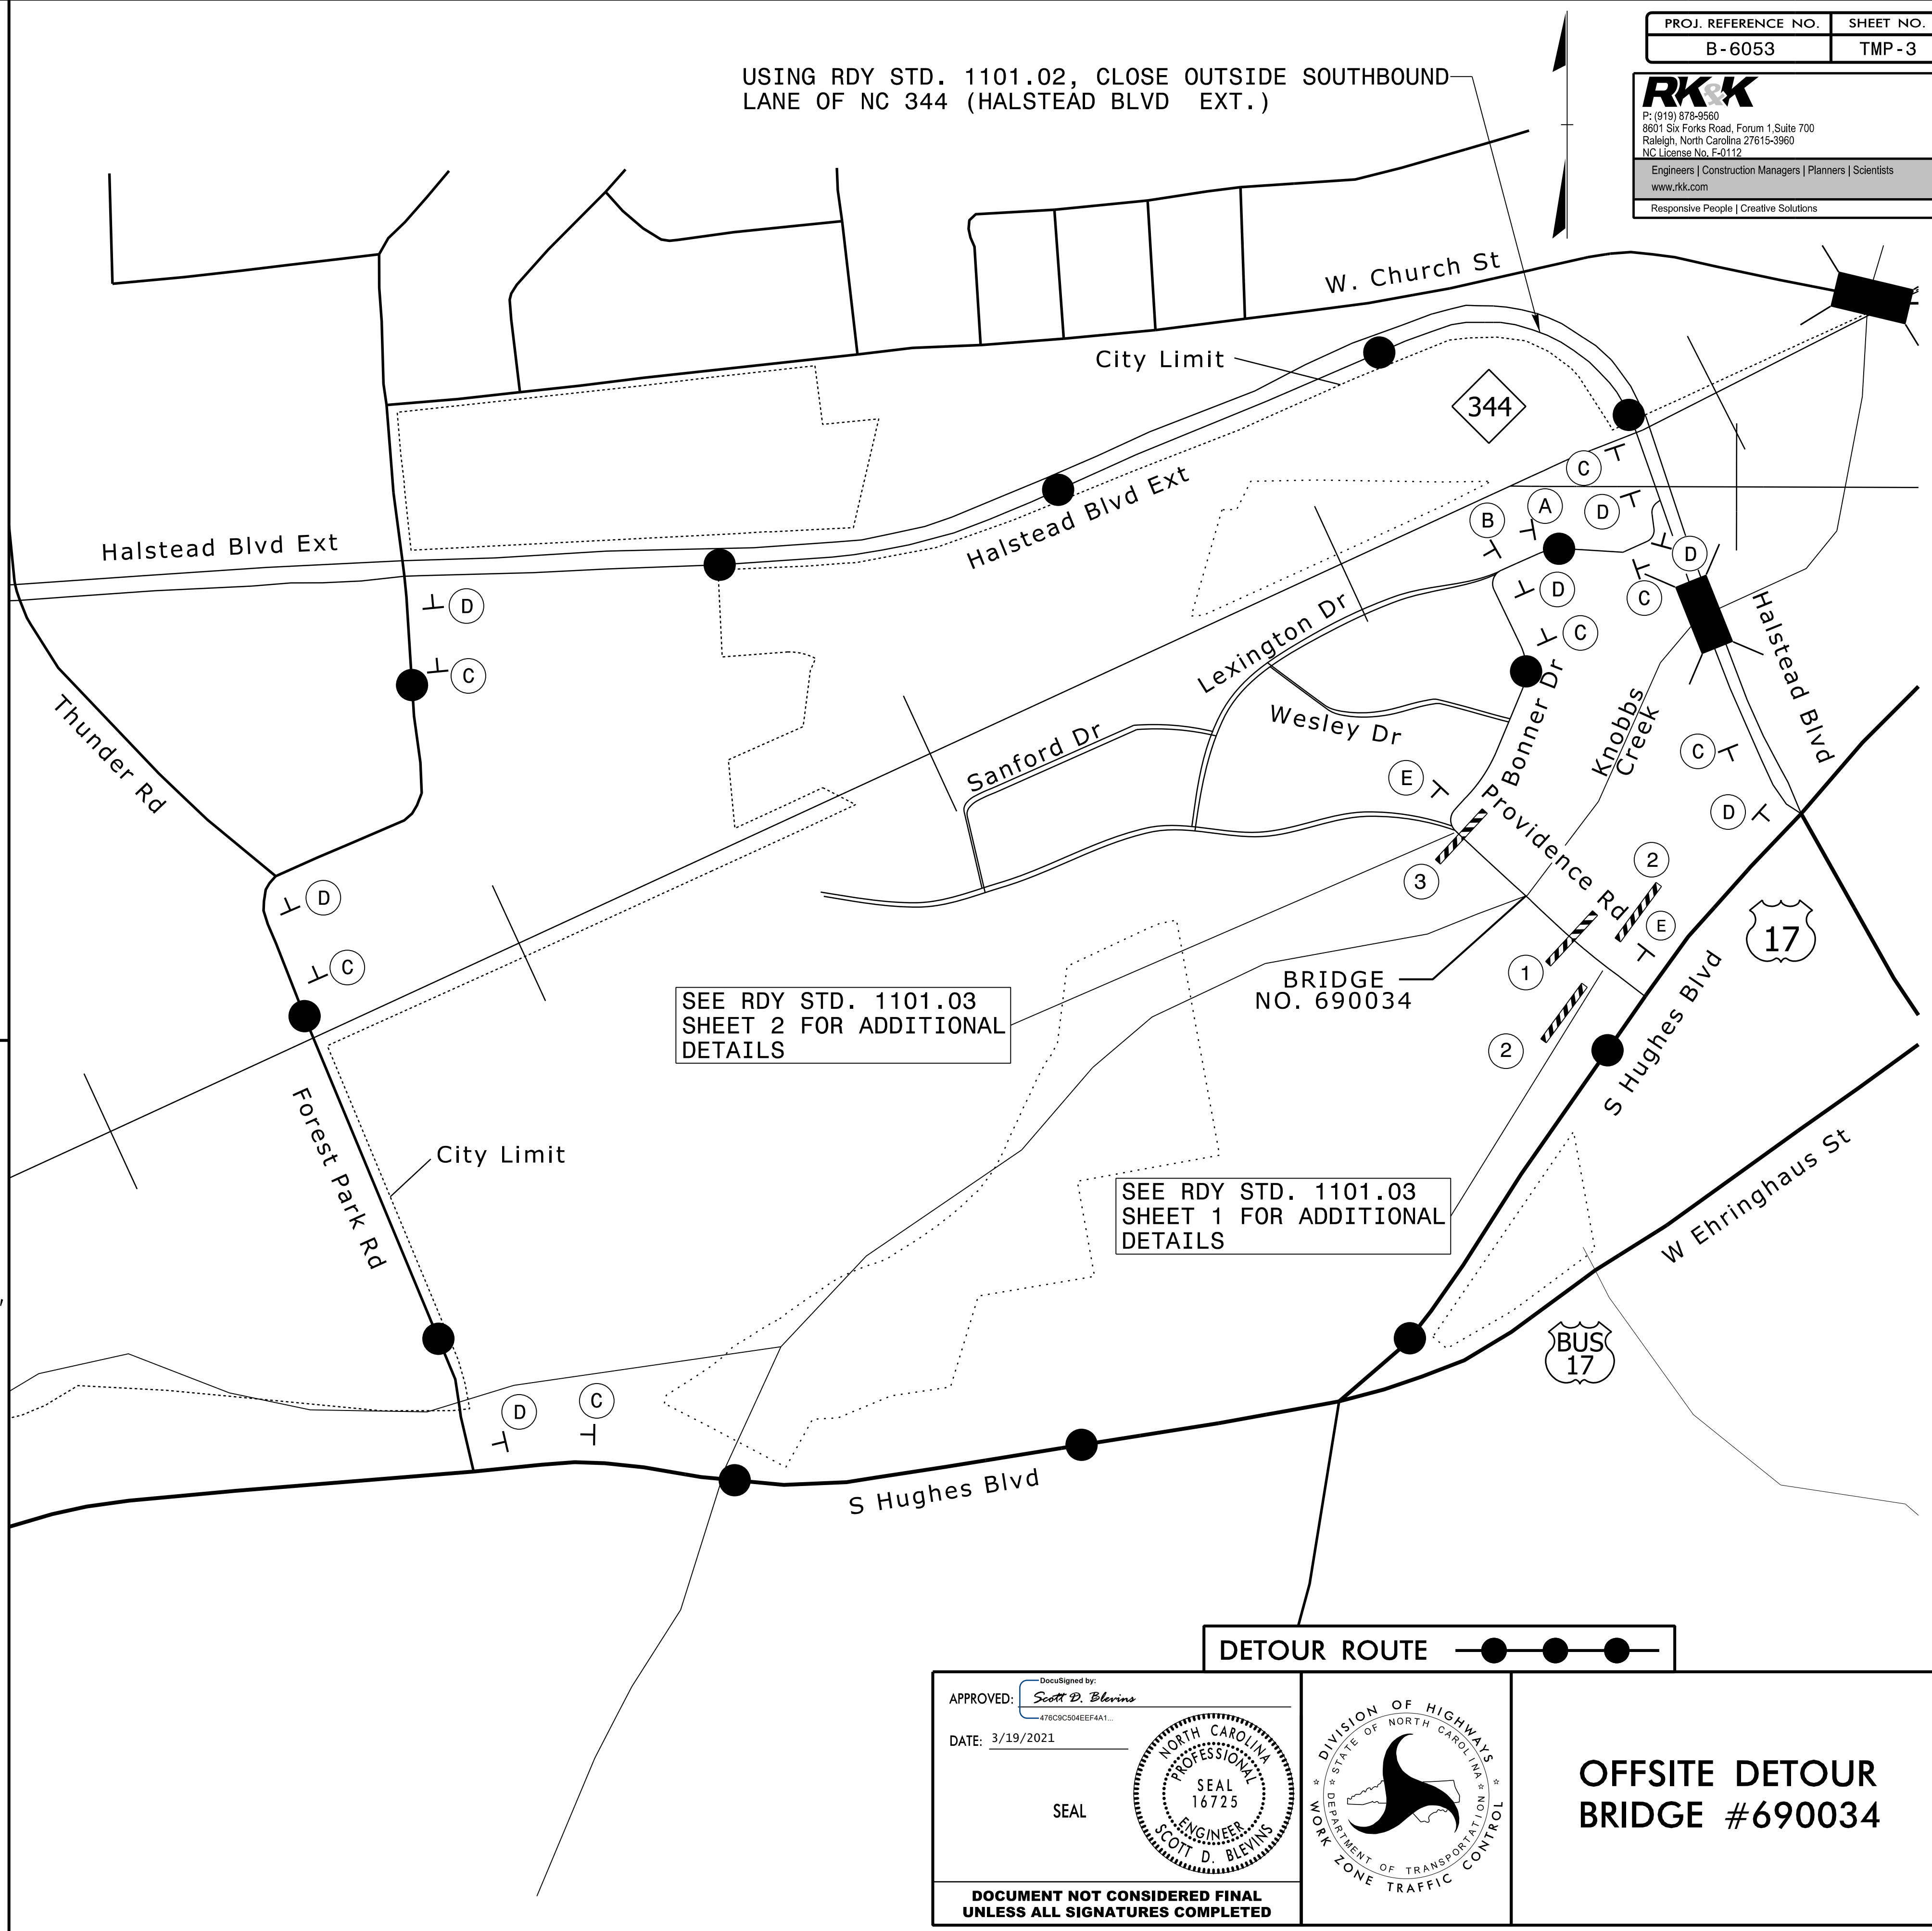 PROJ. REFERENCE NO.
SHEET NO.
B-6053
TMP-3
RK&K
P: (919) 878-9560
8601 Six Forks Road, Forum 1,Suite 700
Raleigh, North Carolina 27615-3960
NC License No. F-0112
Engineers | Construction Managers | Planners | Scientists
www.rkk.com
Responsive People | Creative Solutions
USING RDY STD. 1101.02, CLOSE OUTSIDE SOUTHBOUND
LANE OF NC 344 (HALSTEAD BLVD EXT.)
W. Church St
City Limit
344
Halstead Blvd Ext
Halstead Blvd Ext
C
A
B
D
D
D
C
C
D
C
Thunder Rd
Lexington Dr
Halstead Blvd
Sanford Dr
Wesley Dr
Bonner Dr
Knobbs
Creek
C
E
D
Providence Rd
3
2
D
C
1
E
17
SEE RDY STD. 1101.03
SHEET 2 FOR ADDITIONAL
DETAILS
BRIDGE
NO. 690034
2
S Hughes Blvd
Forest Park Rd
City Limit
SEE RDY STD. 1101.03
SHEET 1 FOR ADDITIONAL
DETAILS
W Ehringhaus St
BUS
17
D
C
S Hughes Blvd
DETOUR ROUTE
APPROVED:
DocuSigned by:
Scott D. Blevins
476C9C504EEF4A1...
DATE: 3/19/2021
SEAL
NORTH CAROLINA
PROFESSIONAL
SEAL
16725
ENGINEER
SCOTT D. BLEVINS
DOCUMENT NOT CONSIDERED FINAL
UNLESS ALL SIGNATURES COMPLETED
DIVISION OF HIGHWAYS
STATE OF NORTH CAROLINA
DEPARTMENT OF TRANSPORTATION
WORK ZONE TRAFFIC CONTROL
OFFSITE DETOUR
BRIDGE #690034